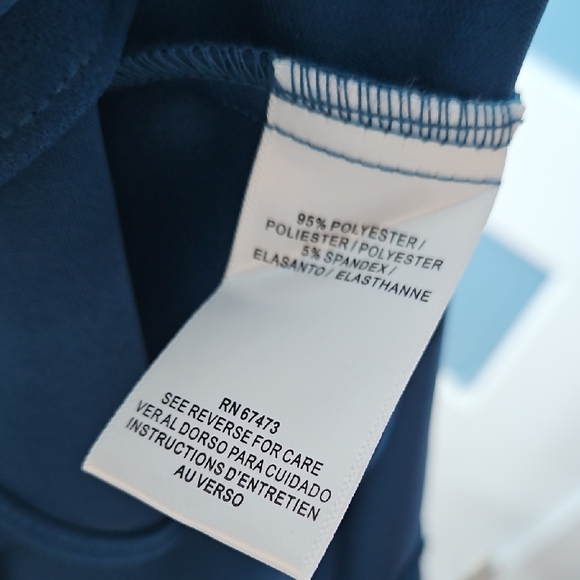 95% POLYESTER/
POLIESTER/POLYESTER
5% SPANDEX/
ELASANTO/ELASTHANNE
RN 67473
SEE REVERSE FOR CARE
VER AL DORSO PARA CUIDADO
INSTRUCTIONS D'ENTRETIEN
AU VERSO